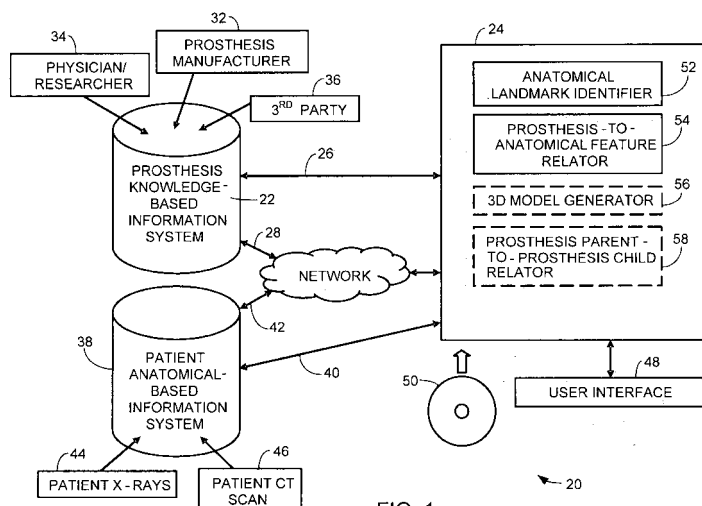 32
34
PROSTHESIS
MANUFACTURER
PHYSICIAN/
RESEARCHER
36
3RD PARTY
24
ANATOMICAL
LANDMARK IDENTIFIER
52
PROSTHESIS - TO -
ANATOMICAL FEATURE
RELATOR
54
26
PROSTHESIS
KNOWLEDGE-
BASED
INFORMATION
SYSTEM
22
3D MODEL GENERATOR
56
28
PROSTHESIS PARENT -
TO - PROSTHESIS CHILD
RELATOR
58
NETWORK
42
38
PATIENT
ANATOMICAL-
BASED
INFORMATION
SYSTEM
40
50
48
USER INTERFACE
44
46
PATIENT X - RAYS
PATIENT CT
SCAN
20
FIG. 1